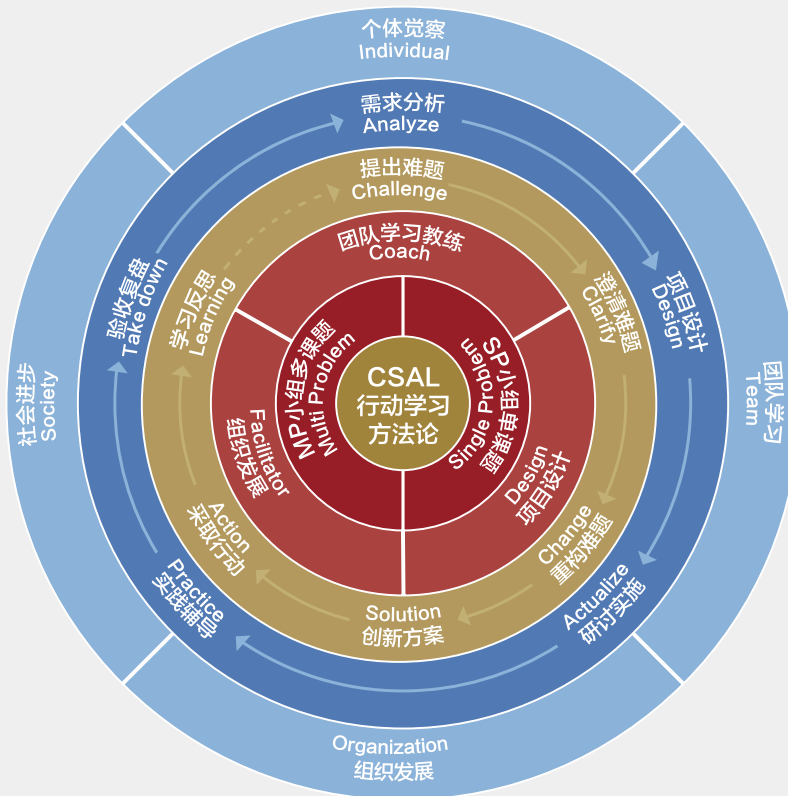 个体觉察
Individual
需求分析
Analyze
提出难题
Challenge
团队学习教练
Coach
CSAL
行动学习
方法论
MP小组多课题
Multi Problem
SP小组单课题
Single Problem
Facilitator
组织发展
Design
项目设计
澄清难题
Clarify
Change
重构难题
Solution
创新方案
Action
采取行动
学习反思
Learning
项目设计
Design
Actualize
研讨实施
Practice
实践辅导
验收复盘
Take down
团队学习
Team
Organization
组织发展
社会进步
Society